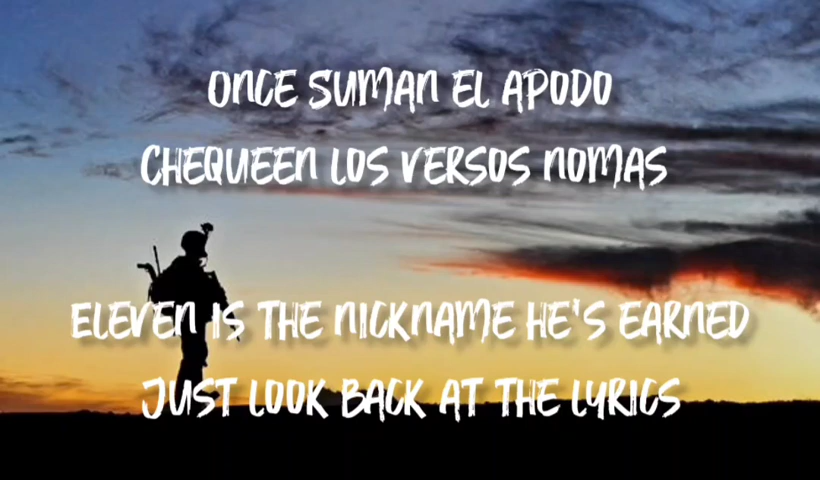 ONCE SUMAN EL APODO
CHEQUEEN LOS VERSOS NOMAS
ELEVEN IS THE NICKNAME HE'S EARNED
JUST LOOK BACK AT THE LYRICS